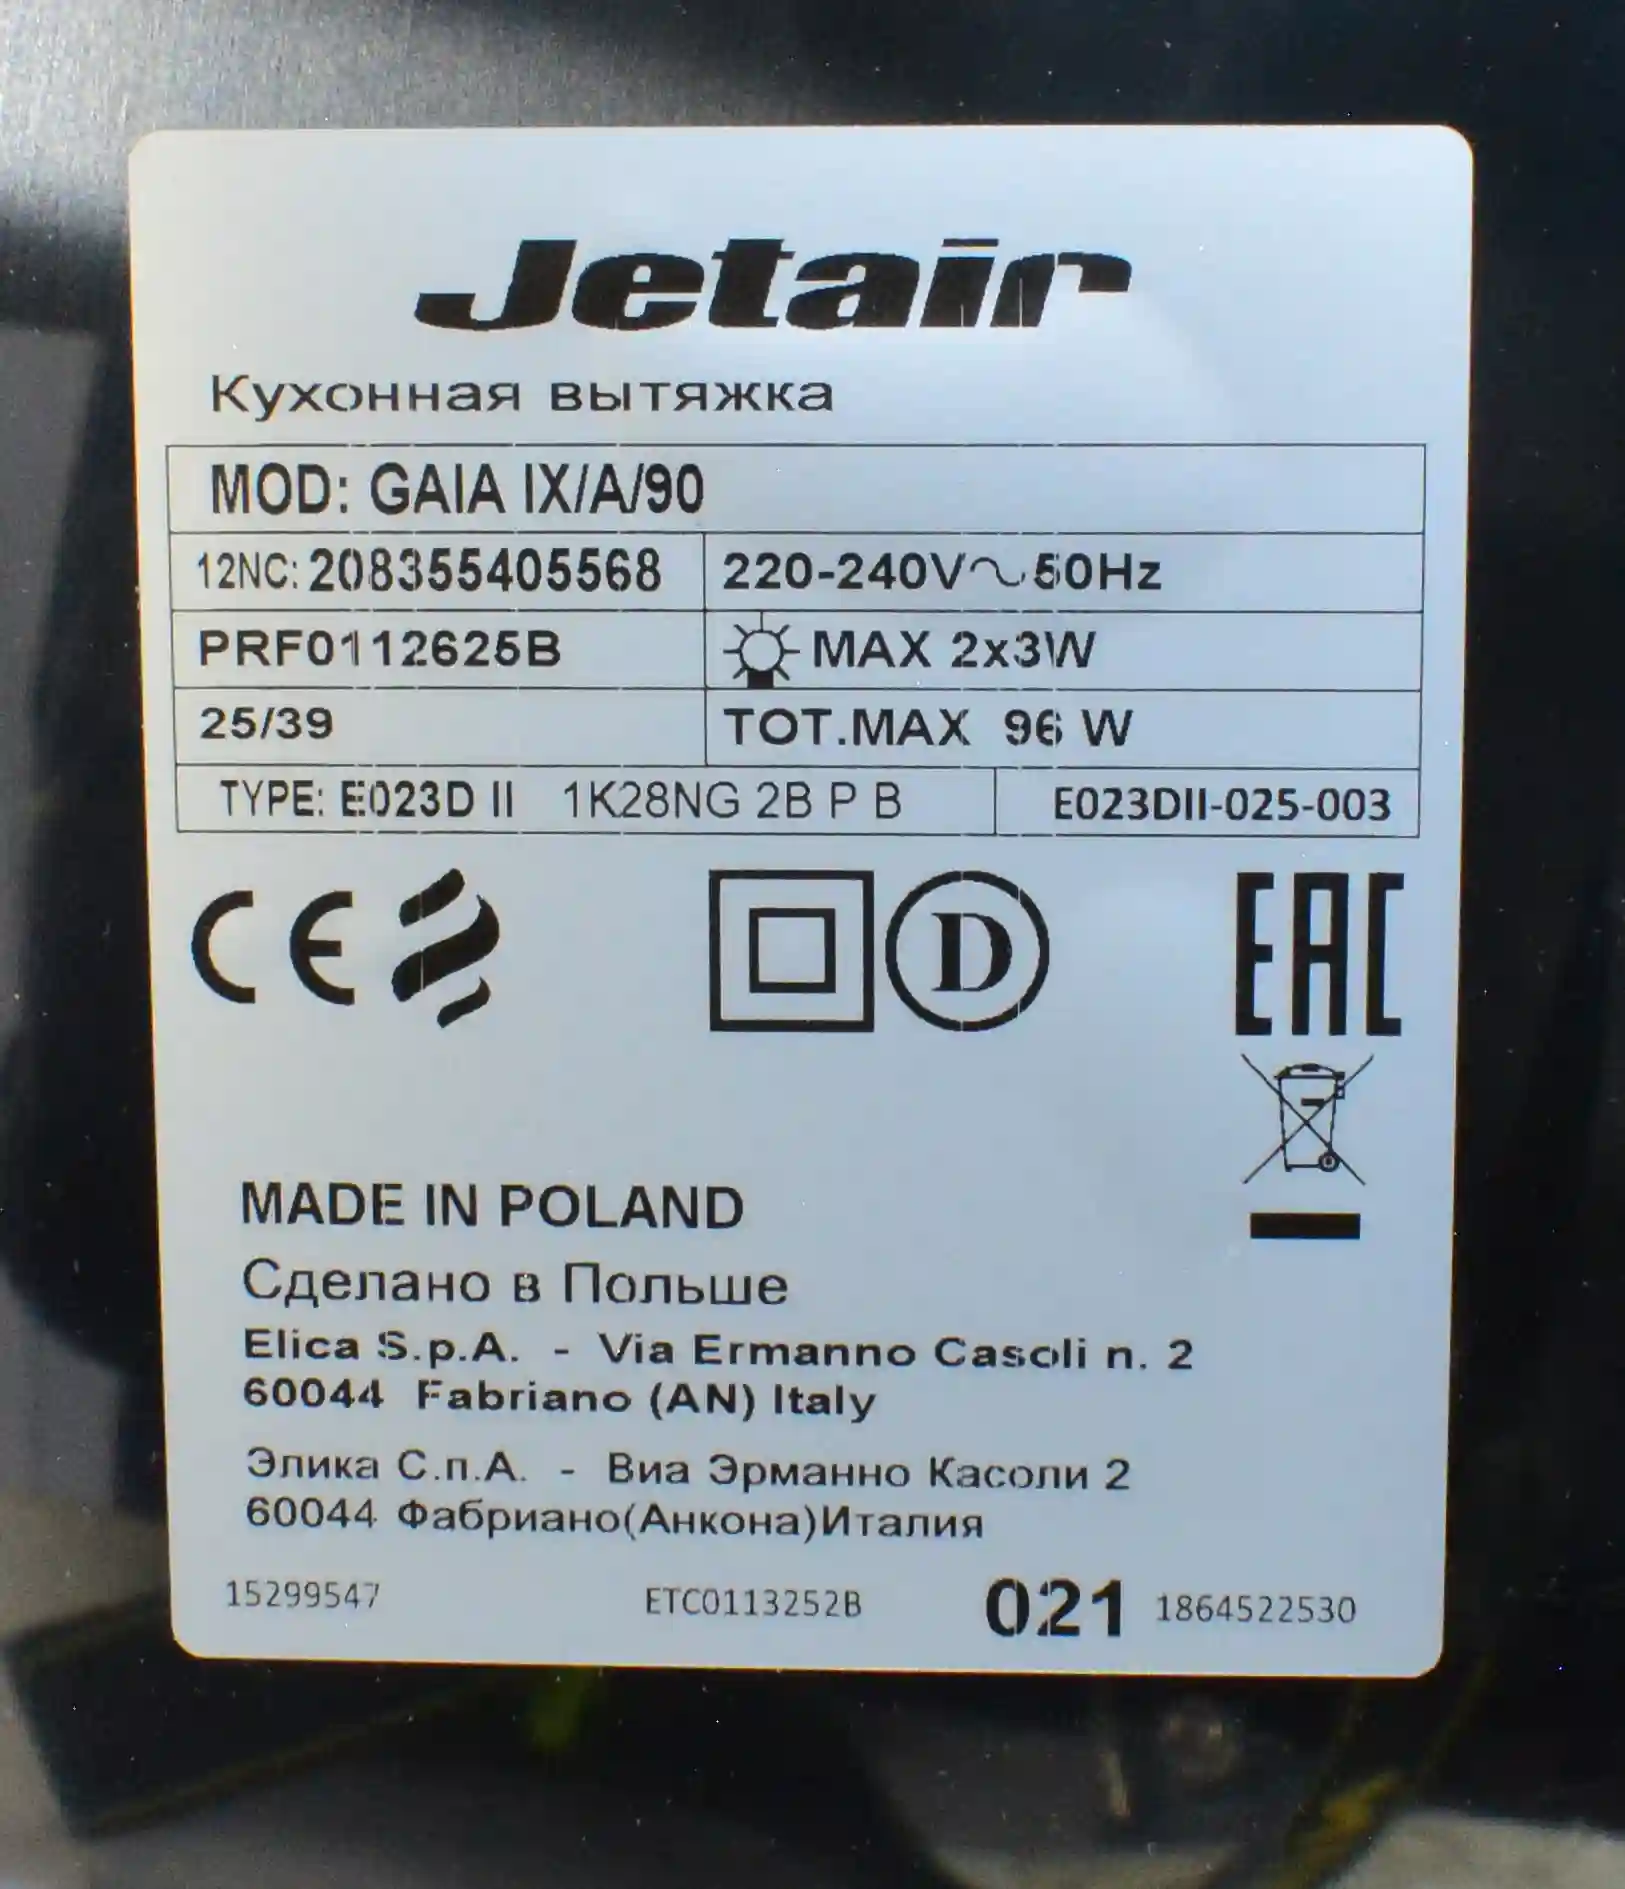 Jetair
Кухонная вытяжка
MOD: GAIA IX/A/90
12NC: 208355405568 220-240V~50Hz
PRF0112625B MAX 2x3W
25/39 TOT.MAX 96 W
TYPE: E023D II 1K28NG 2B P B E023DII-025-003
CE D EAC
MADE IN POLAND
Сделано в Польше
Elica S.p.A. - Via Ermanno Casoli n. 2
60044 Fabriano (AN) Italy
Элика С.п.А. - Виа Эрманно Касоли 2
60044 Фабриано(Анкона)Италия
15299547 ETC0113252B 021 1864522530